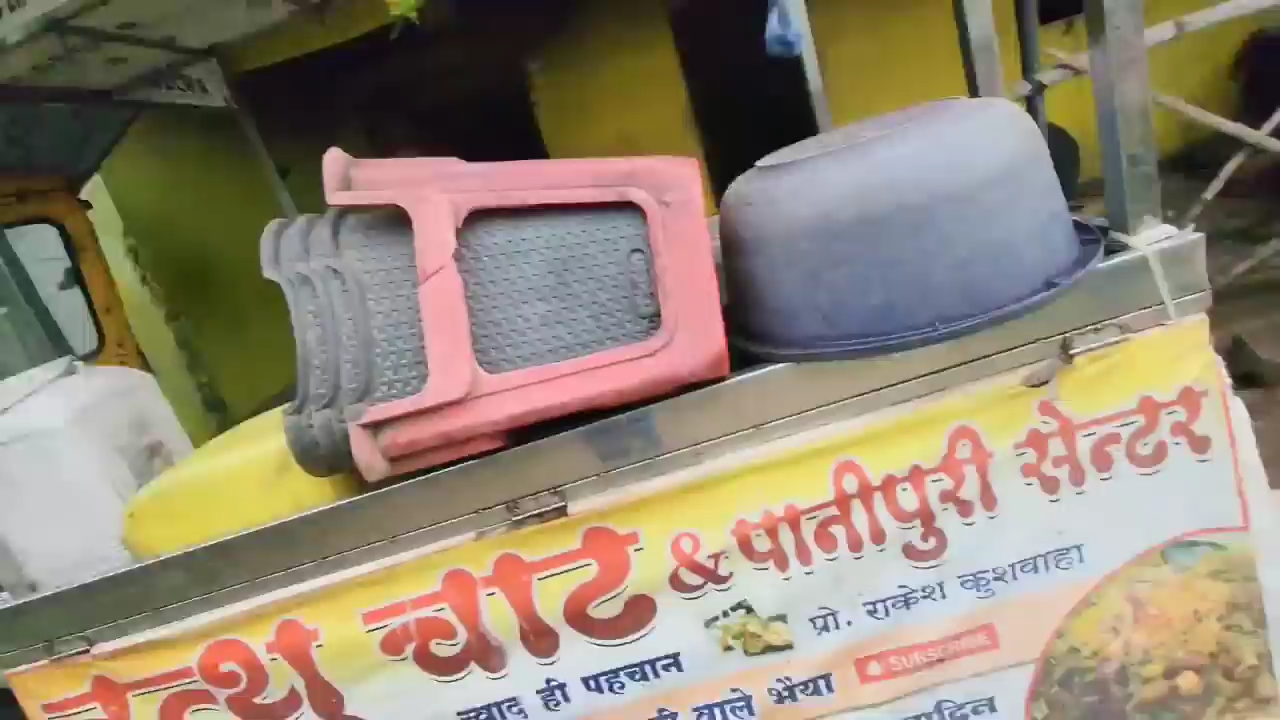 चाट & पानीपुरी सेन्टर
प्रो. राकेश कुशवाहा
स्वाद ही पहचान
वाले भैया
SUBSCRIBE